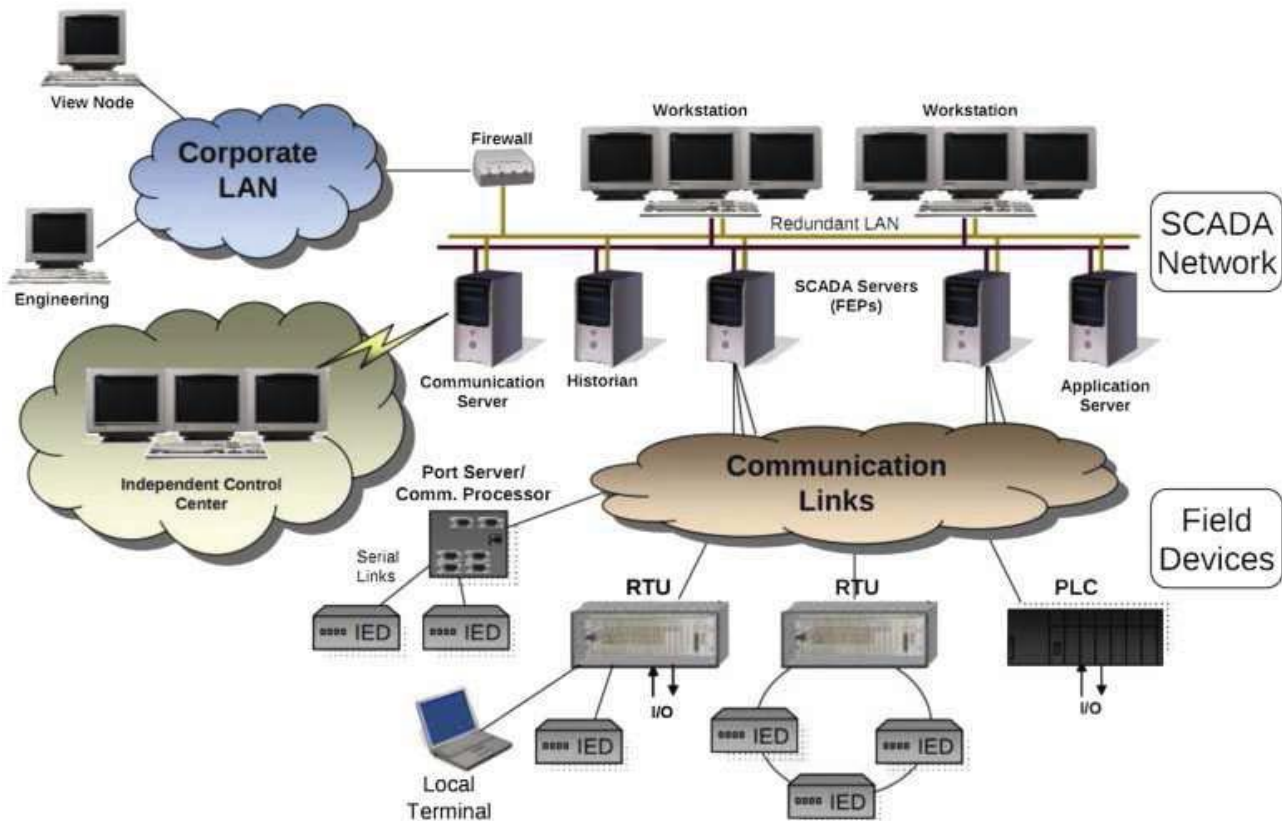 View Node
Corporate
LAN
Engineering
Firewall
Workstation
Workstation
Redundant LAN
SCADA
Network
SCADA Servers
(FEPs)
Communication
Server
Historian
Application
Server
Independent Control
Center
Port Server/
Comm. Processor
Communication
Links
Field
Devices
Serial
Links
IED
IED
RTU
RTU
PLC
I/O
I/O
IED
IED
IED
IED
Local
Terminal